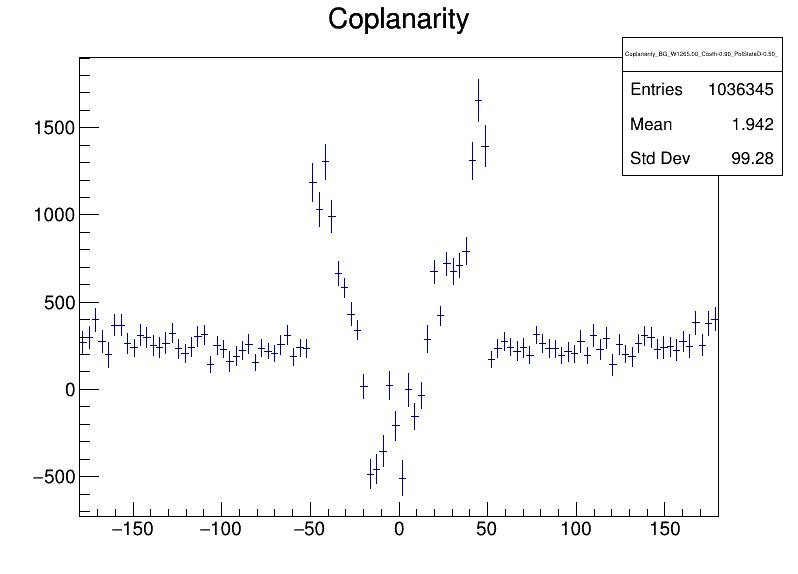 Coplanarity
Coplanarity_BG_W1265.00_Costh-0.90_PolStateD-0.50_
Entries 1036345
Mean 1.942
Std Dev 99.28
1500
1000
500
0
−500
−150 −100 −50 0 50 100 150